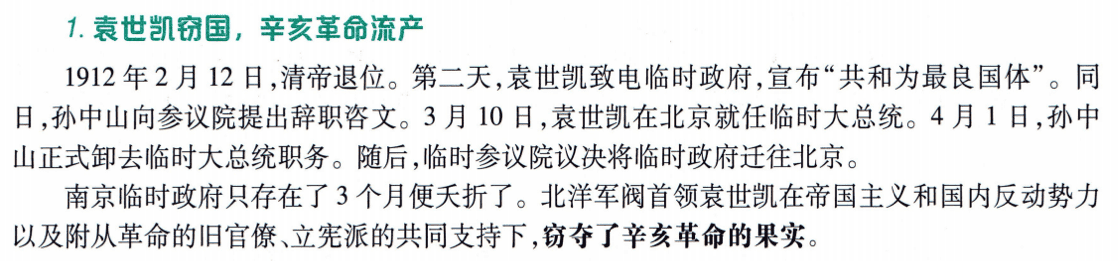 1. 袁世凯窃国，辛亥革命流产
1912 年 2 月 12 日,清帝退位。第二天,袁世凯致电临时政府,宣布“共和为最良国体”。同
日,孙中山向参议院提出辞职咨文。3 月 10 日,袁世凯在北京就任临时大总统。4 月 1 日,孙中
山正式卸去临时大总统职务。随后,临时参议院议决将临时政府迁往北京。
南京临时政府只存在了 3 个月便夭折了。北洋军阀首领袁世凯在帝国主义和国内反动势力
以及附从革命的旧官僚、立宪派的共同支持下,窃夺了辛亥革命的果实。